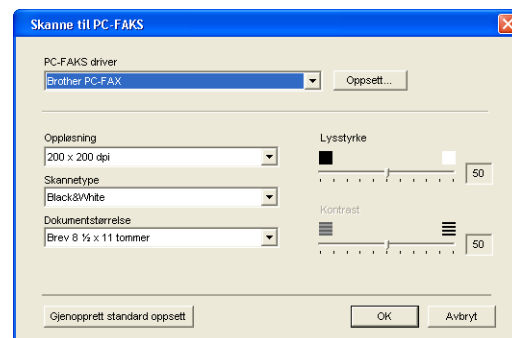 Skanne til PC-FAKS
PC-FAKS driver
Brother PC-FAX
Oppsett...
Oppløsning
200 x 200 dpi
Skannetype
Black&White
Dokumentstørrelse
Brev 8 ½ x 11 tommer
Lysstyrke
50
Kontrast
50
Gjenopprett standard oppsett
OK
Avbryt